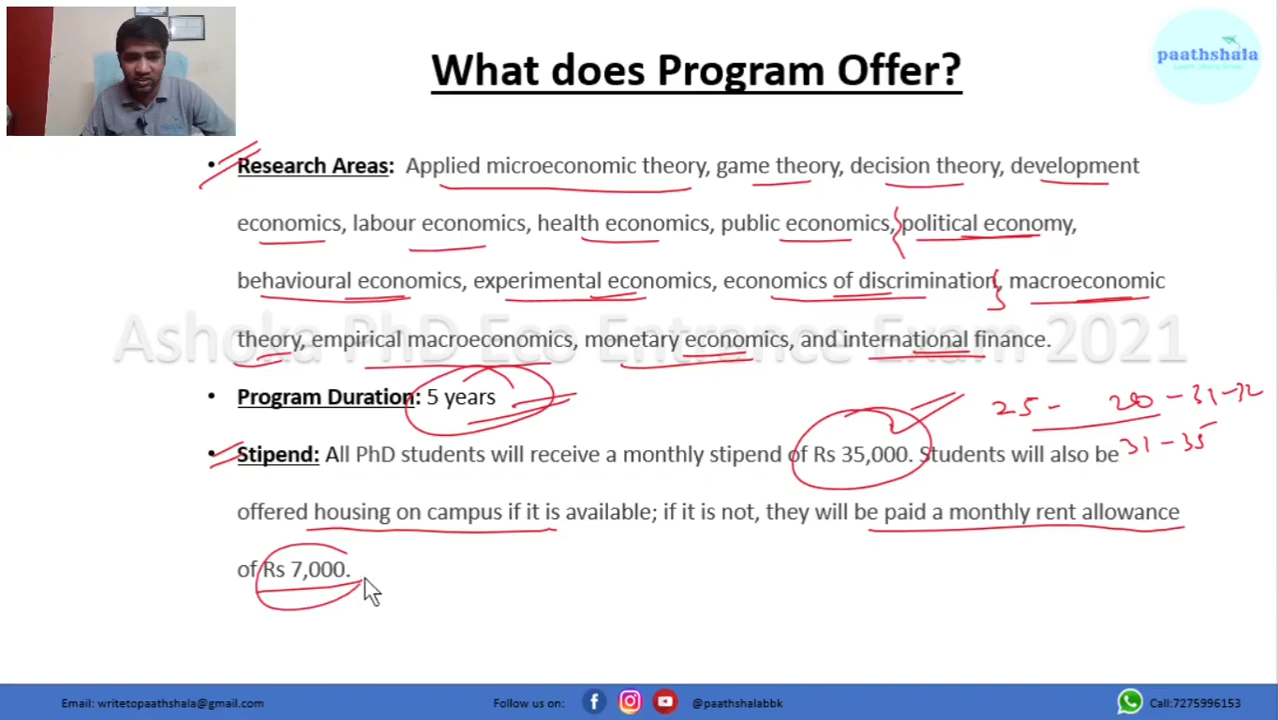 What does Program Offer?
paathshala
• Research Areas: Applied microeconomic theory, game theory, decision theory, development
economics, labour economics, health economics, public economics, political economy,
behavioural economics, experimental economics, economics of discrimination, macroeconomic
theory, empirical macroeconomics, monetary economics, and international finance.
Ashoka PhD Eco Entrance Exam 2021
• Program Duration: 5 years
25 - 28 - 31 - 32
• Stipend: All PhD students will receive a monthly stipend of Rs 35,000. Students will also be
31 - 35
offered housing on campus if it is available; if it is not, they will be paid a monthly rent allowance
of Rs 7,000.
Email: writetopaathshala@gmail.com Follow us on: @paathshalabbk Call:7275996153